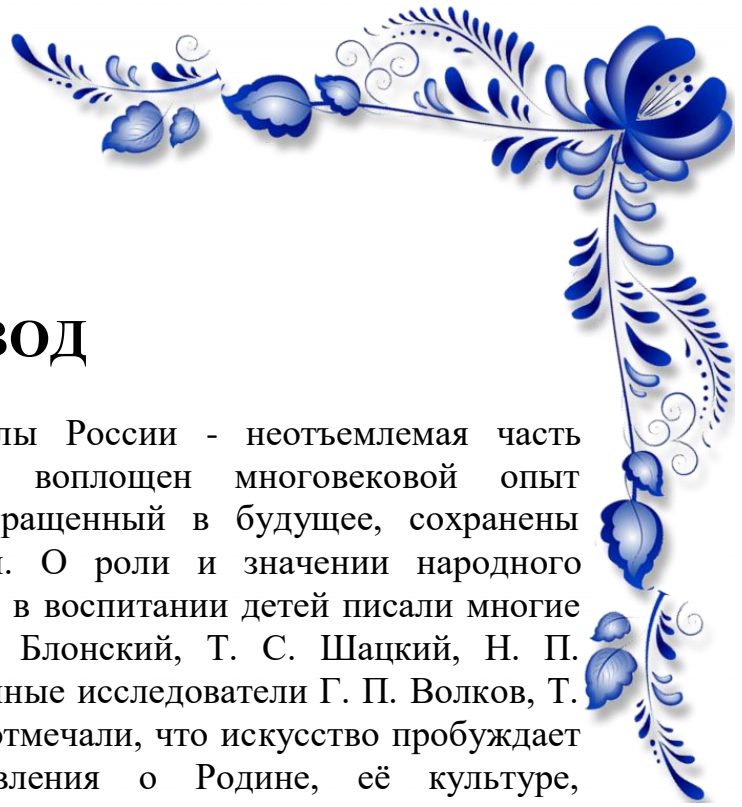 ВОД
лы России - неотъемлемая часть
воплощен многовековой опыт
ращенный в будущее, сохранены
. О роли и значении народного
в воспитании детей писали многие
Блонский, Т. С. Шацкий, Н. П.
ные исследователи Г. П. Волков, Т.
отмечали, что искусство пробуждает
вления о Родине, её культуре,